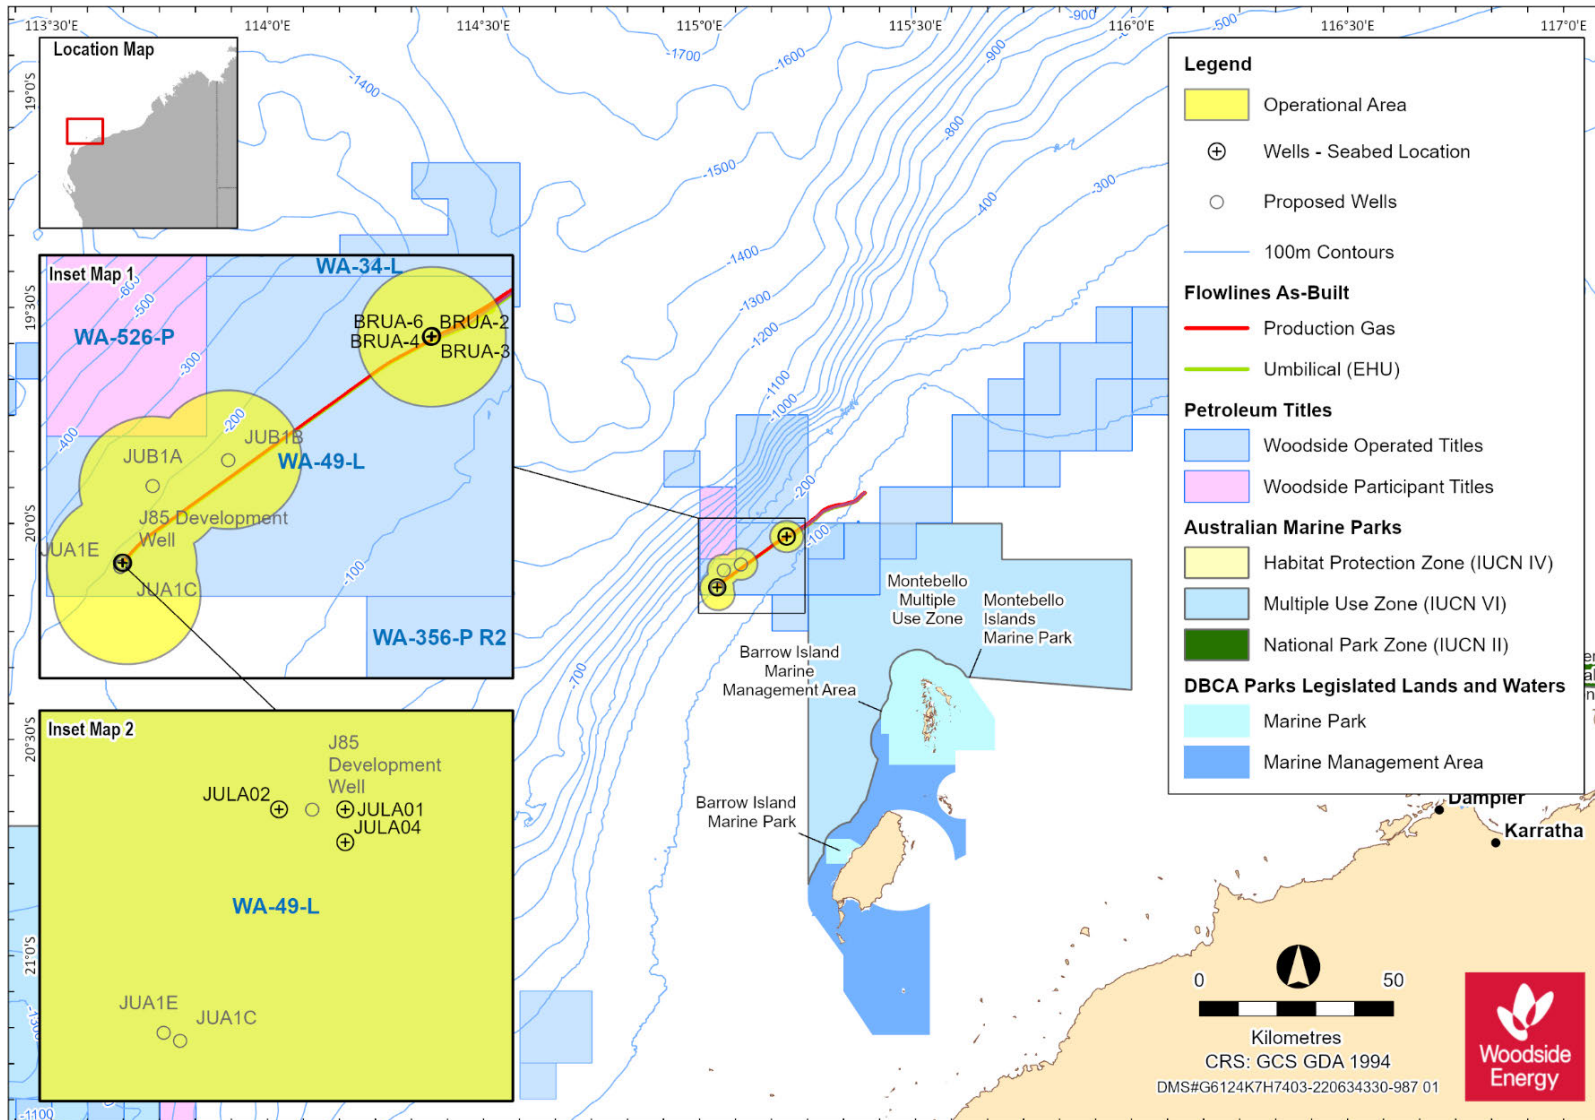 113°30'E
114°0'E
114°30'E
115°0'E
115°30'E
116°0'E
116°30'E
117°0'E
19°0'S
19°30'S
20°0'S
20°30'S
21°0'S
Location Map
Inset Map 1
WA-34-L
WA-526-P
BRUA-6
BRUA-2
BRUA-4
BRUA-3
JUB1A
JUB1B
WA-49-L
J85 Development
Well
JUA1E
JUA1C
WA-356-P R2
-600
-500
-400
-300
-200
-100
Inset Map 2
J85
Development
Well
JULA02
JULA01
JULA04
WA-49-L
JUA1E
JUA1C
-1400
-1700
-1600
-900
-500
-900
-800
-1500
-400
-300
-1400
-1300
-1200
-1100
-1000
-200
-100
-700
-1300
-1100
Montebello
Multiple
Use Zone
Montebello
Islands
Marine Park
Barrow Island
Marine
Management Area
Barrow Island
Marine Park
Dampier
Karratha
Legend
Operational Area
Wells - Seabed Location
Proposed Wells
100m Contours
Flowlines As-Built
Production Gas
Umbilical (EHU)
Petroleum Titles
Woodside Operated Titles
Woodside Participant Titles
Australian Marine Parks
Habitat Protection Zone (IUCN IV)
Multiple Use Zone (IUCN VI)
National Park Zone (IUCN II)
DBCA Parks Legislated Lands and Waters
Marine Park
Marine Management Area
0
50
Kilometres
CRS: GCS GDA 1994
DMS#G6124K7H7403-220634330-987 01
Woodside
Energy